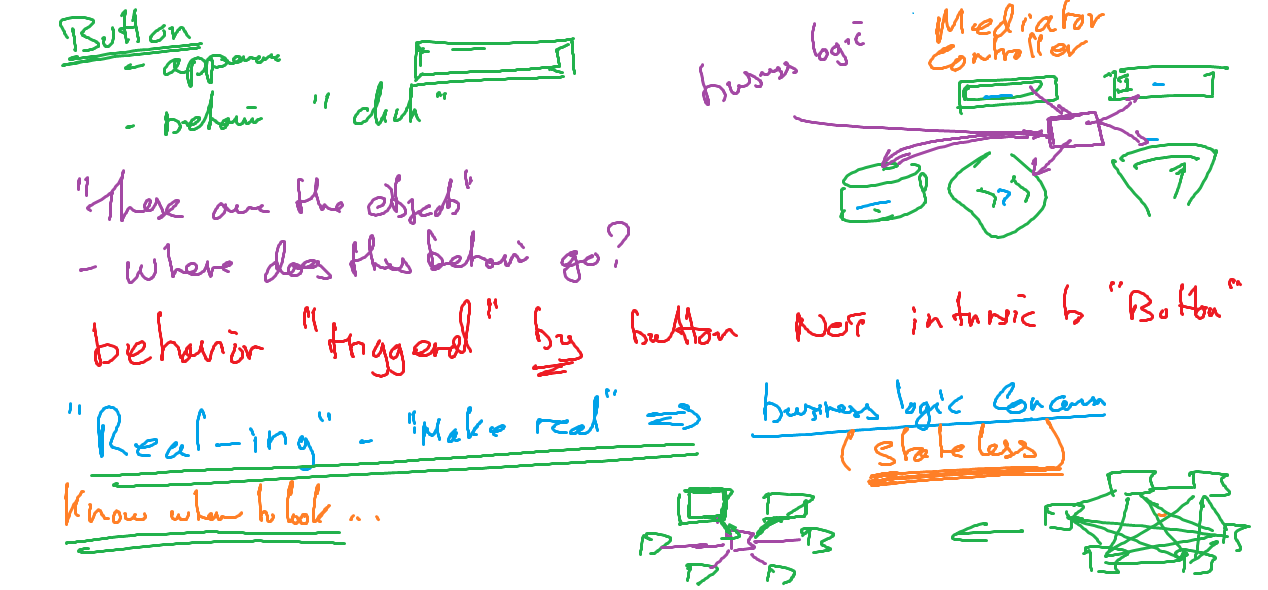 Button
- appearance
- behavior "click"
business logic
Mediator
Controller
"These are the objects"
- where does this behavior go?
behavior "triggered" by button NOT intrinsic to "Button"
"Real-ing" - "Make real" => business logic concern
(stateless)
Know when to look ...